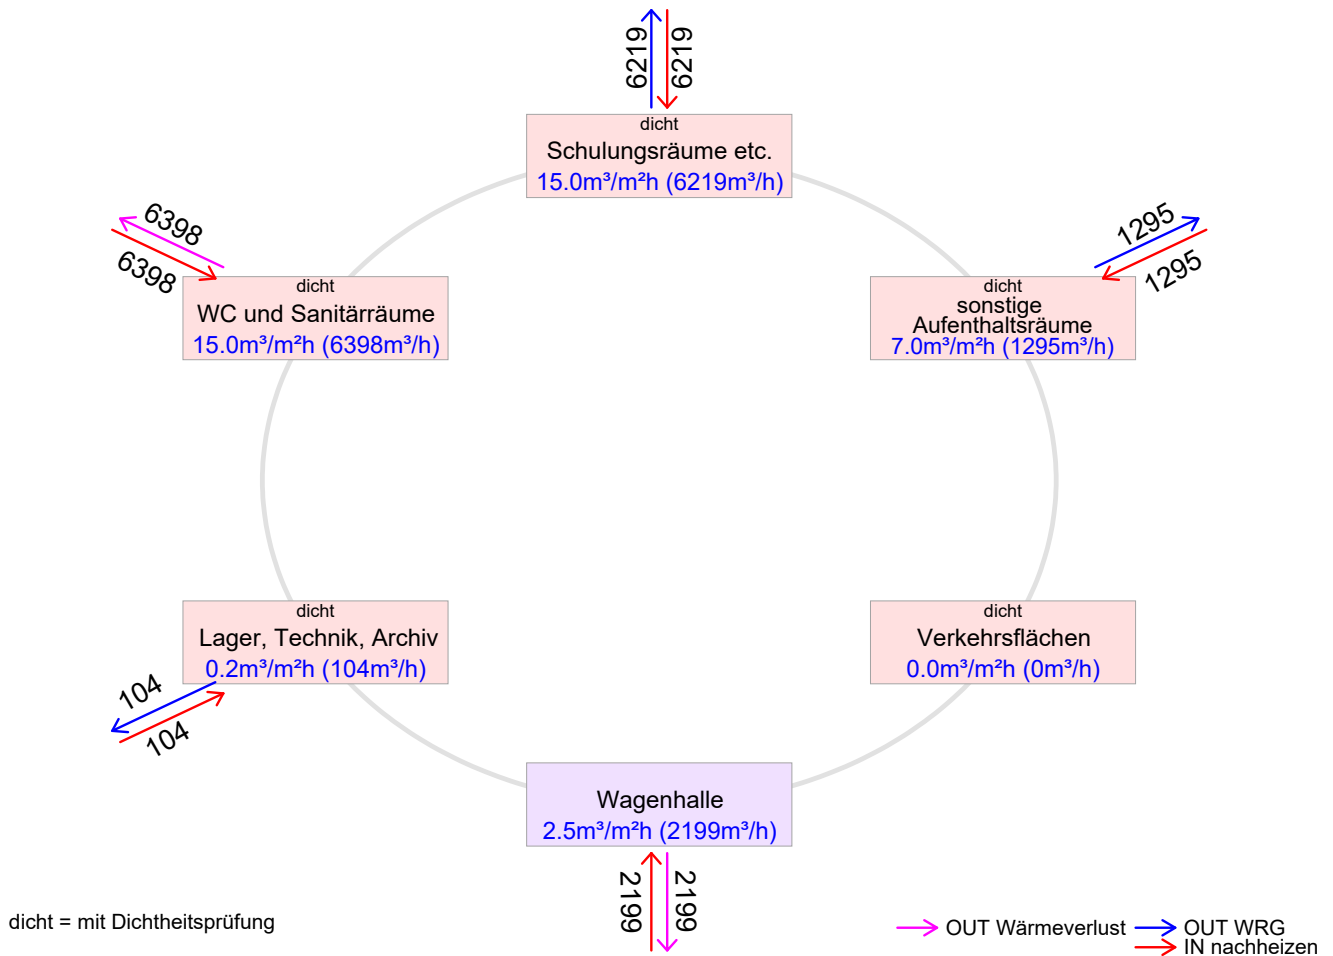 6219
6219
dicht
Schulungsräume etc.
15.0m³/m²h (6219m³/h)
6398
6398
dicht
WC und Sanitärräume
15.0m³/m²h (6398m³/h)
1295
1295
dicht
sonstige
Aufenthaltsräume
7.0m³/m²h (1295m³/h)
dicht
Lager, Technik, Archiv
0.2m³/m²h (104m³/h)
104
104
dicht
Verkehrsflächen
0.0m³/m²h (0m³/h)
Wagenhalle
2.5m³/m²h (2199m³/h)
2199
2199
dicht = mit Dichtheitsprüfung
OUT Wärmeverlust
OUT WRG
IN nachheizen